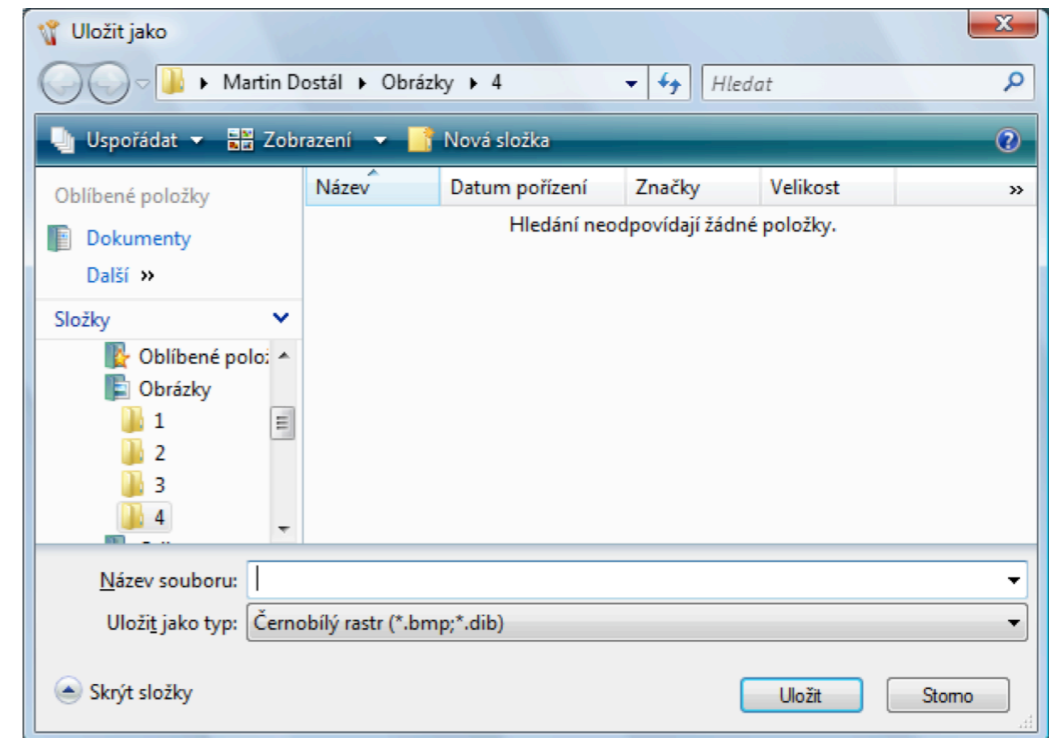 Uložit jako
Martin Dostál Obrázky 4 Hledat
Uspořádat Zobrazení Nová složka
Oblíbené položky
Dokumenty
Další »
Složky
Oblíbené polož
Obrázky
1
2
3
4
Název Datum pořízení Značky Velikost »
Hledání neodpovídají žádné položky.
Název souboru:
Uložit jako typ: Černobílý rastr (*.bmp;*.dib)
Skrýt složky Uložit Storno